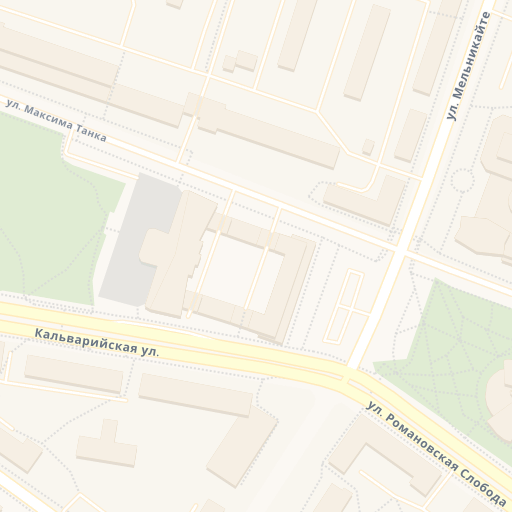 ул. Мельникайте
ул. Максима Танка
Кальварийская ул.
ул. Романовская Слобода